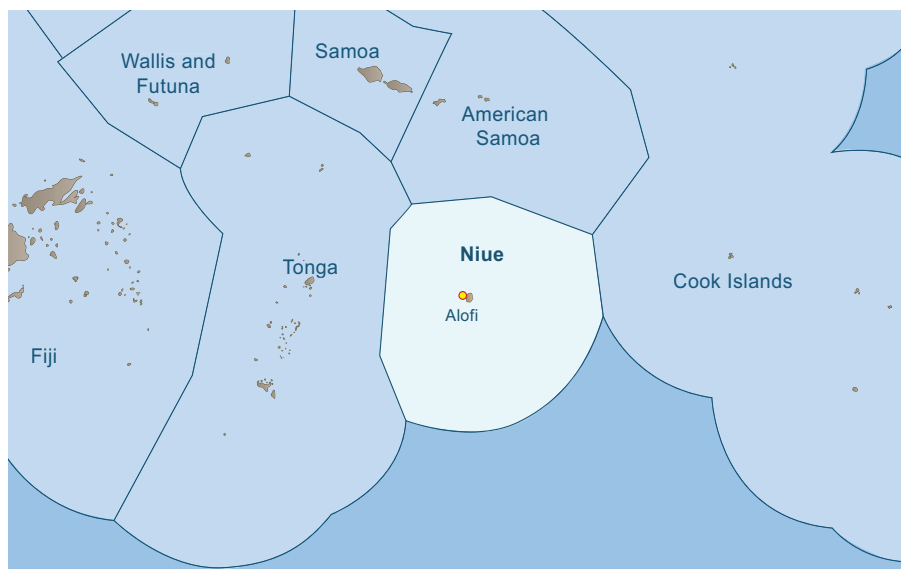 Wallis and
Futuna
Samoa
American
Samoa
Niue
Tonga
Cook Islands
Alofi
Fiji